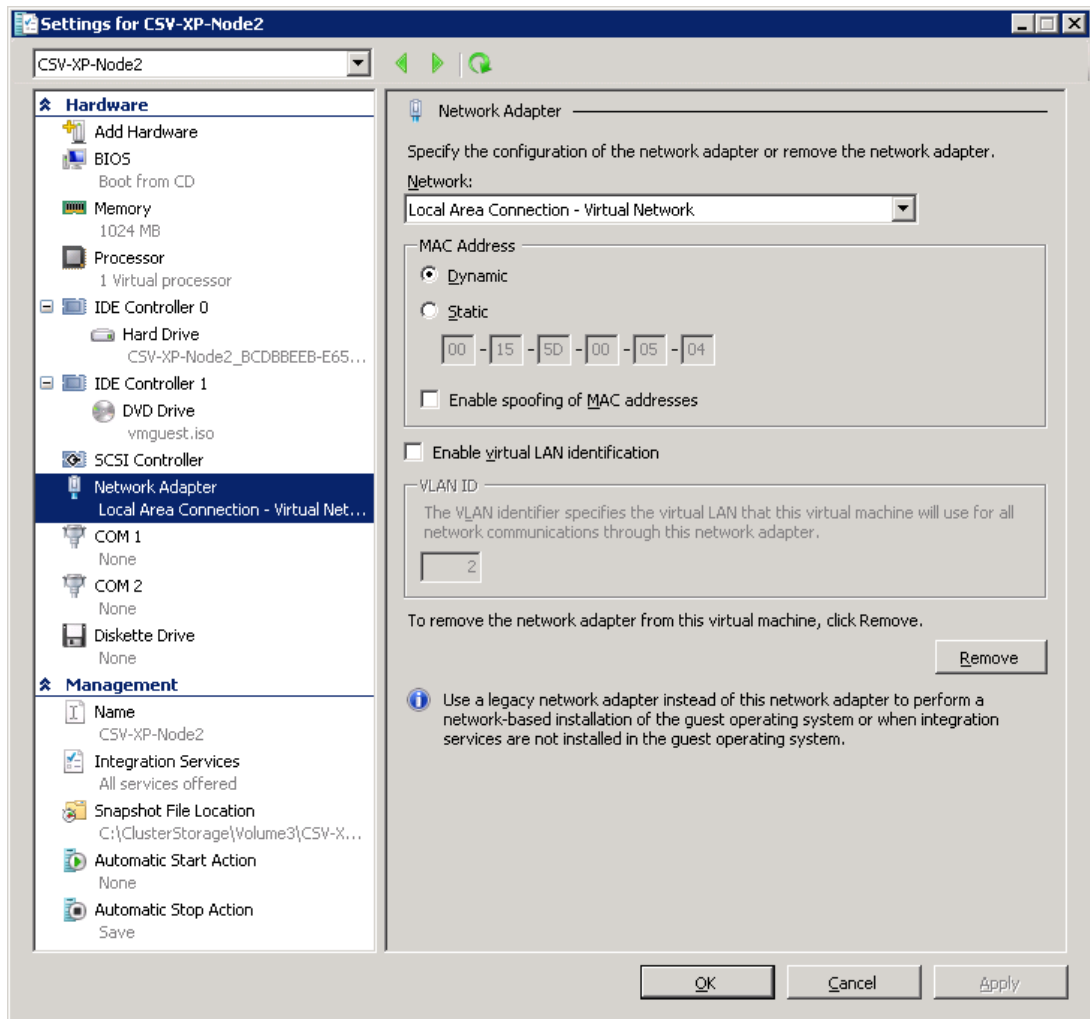 Settings for CSV-XP-Node2
CSV-XP-Node2
Hardware
Add Hardware
BIOS
Boot from CD
Memory
1024 MB
Processor
1 Virtual processor
IDE Controller 0
Hard Drive
CSV-XP-Node2_BCDBBEEB-E65...
IDE Controller 1
DVD Drive
vmguest.iso
SCSI Controller
Network Adapter
Local Area Connection - Virtual Net...
COM 1
None
COM 2
None
Diskette Drive
None
Management
Name
CSV-XP-Node2
Integration Services
All services offered
Snapshot File Location
C:\ClusterStorage\Volume3\CSV-X...
Automatic Start Action
None
Automatic Stop Action
Save
Network Adapter
Specify the configuration of the network adapter or remove the network adapter.
Network:
Local Area Connection - Virtual Network
MAC Address
Dynamic
Static
00 - 15 - 5D - 00 - 05 - 04
Enable spoofing of MAC addresses
Enable virtual LAN identification
VLAN ID
The VLAN identifier specifies the virtual LAN that this virtual machine will use for all
network communications through this network adapter.
2
To remove the network adapter from this virtual machine, click Remove.
Remove
Use a legacy network adapter instead of this network adapter to perform a
network-based installation of the guest operating system or when integration
services are not installed in the guest operating system.
OK
Cancel
Apply